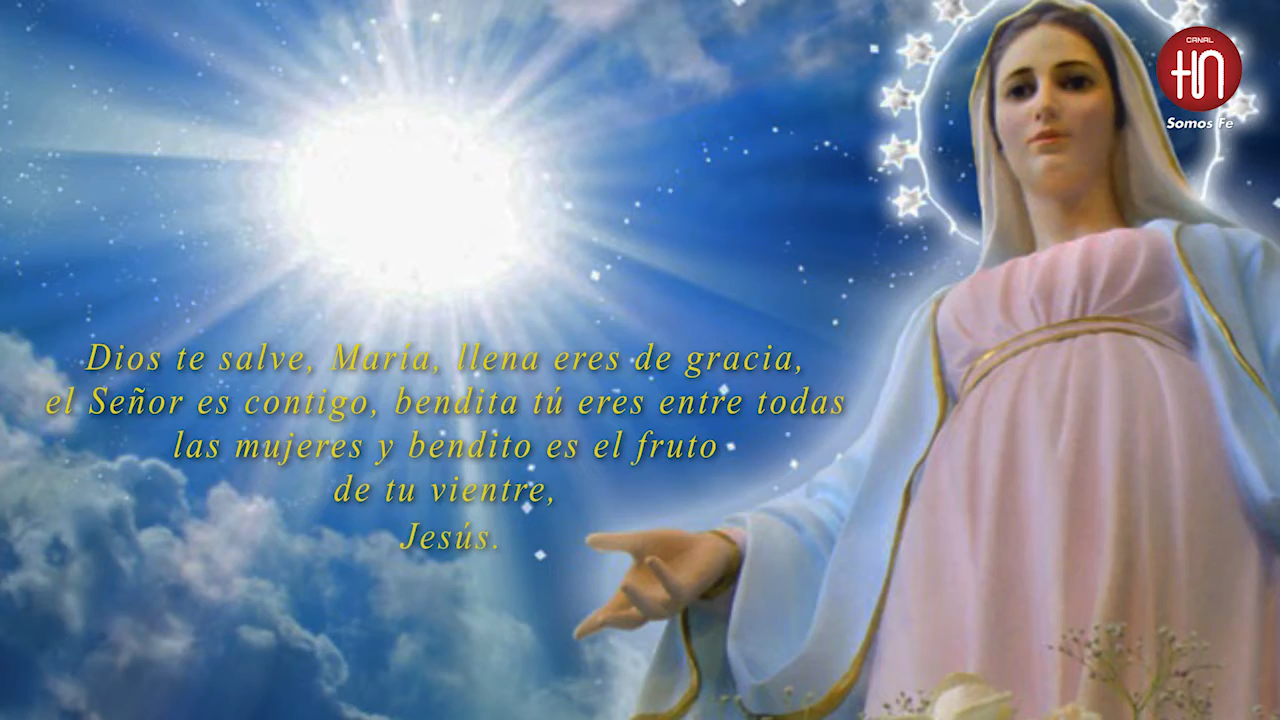 CANAL
HN
Somos Fe
Dios te salve, María, llena eres de gracia,
el Señor es contigo, bendita tú eres entre todas
las mujeres y bendito es el fruto
de tu vientre,
Jesús.